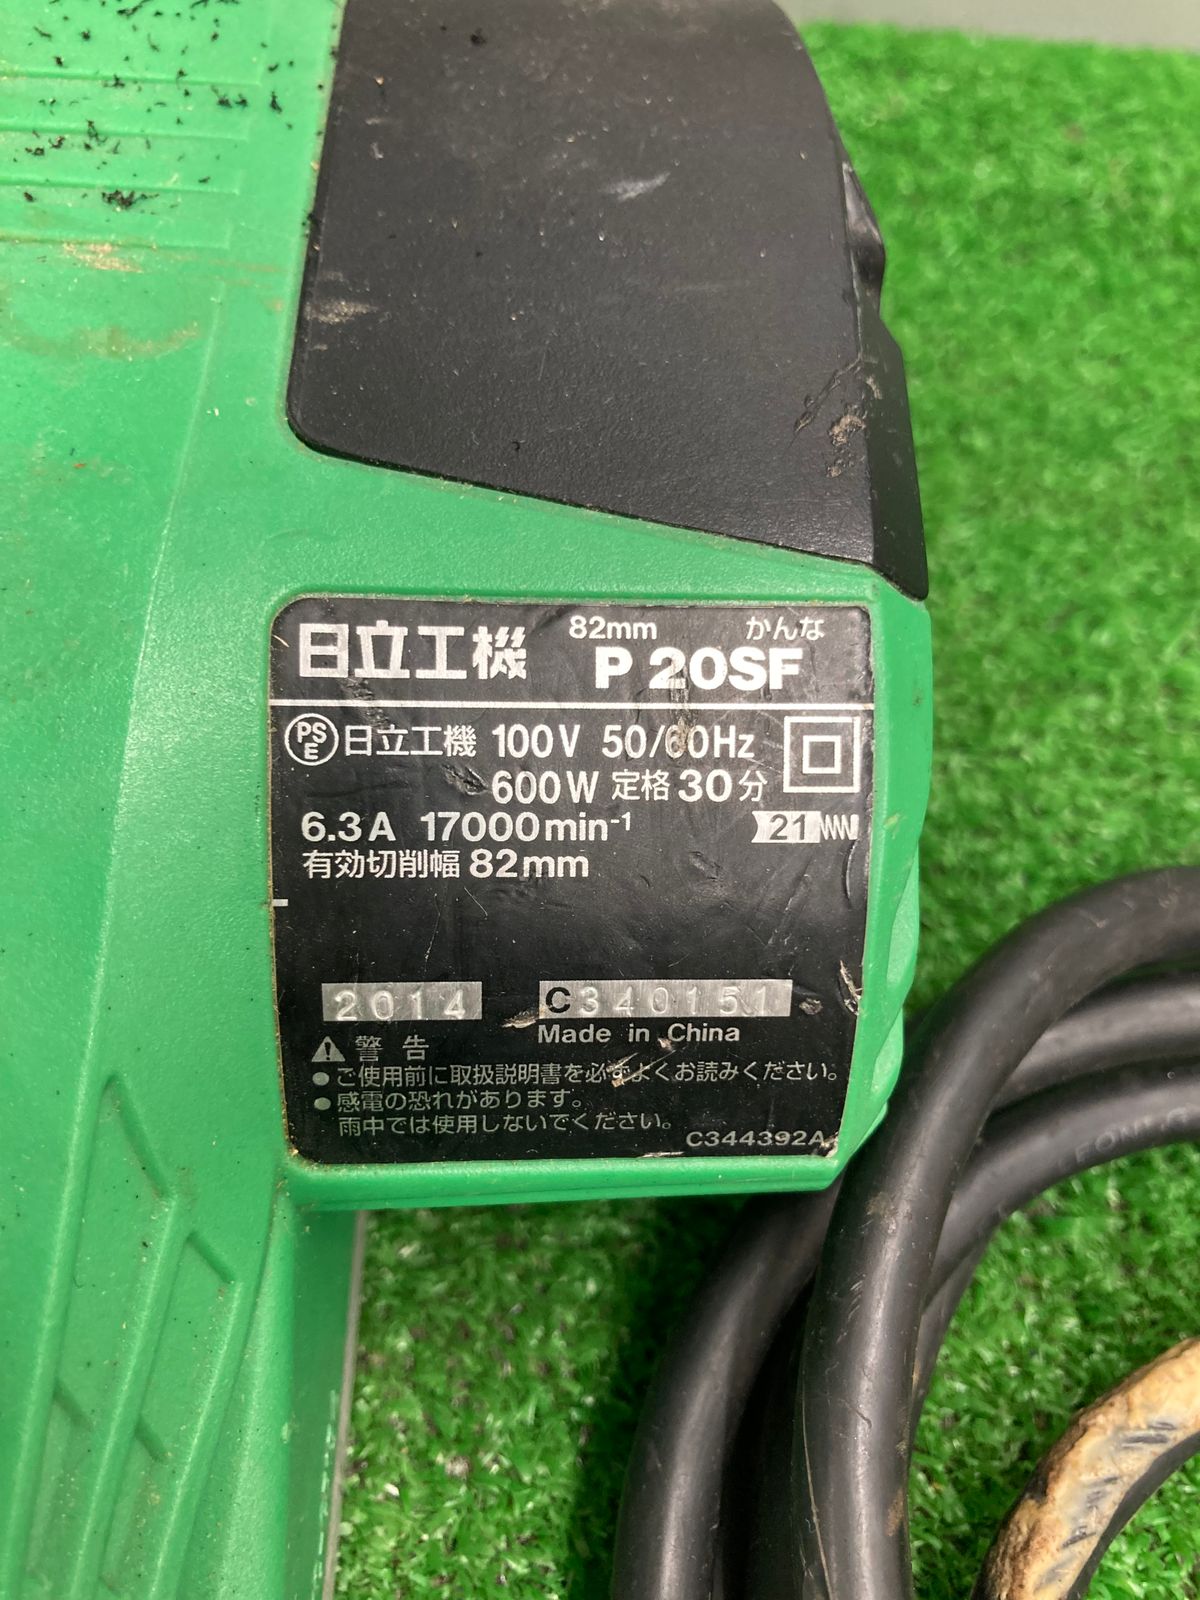 日立工機 82mm かんな
P 20SF
PSE 日立工機 100V 50/60Hz
600W 定格30分
6.3A 17000min⁻¹ 21
有効切削幅 82mm
2014 C340151
Made in China
⚠警告
●ご使用前に取扱説明書を必ずよくお読みください。
●感電の恐れがあります。
雨中では使用しないでください。
C344392A